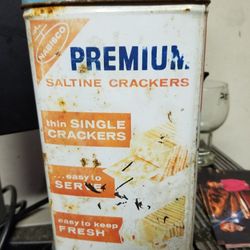 NABISCO
PREMIUM
SALTINE CRACKERS
thin SINGLE
CRACKERS
...easy to
SERVE
easy to keep
FRESH